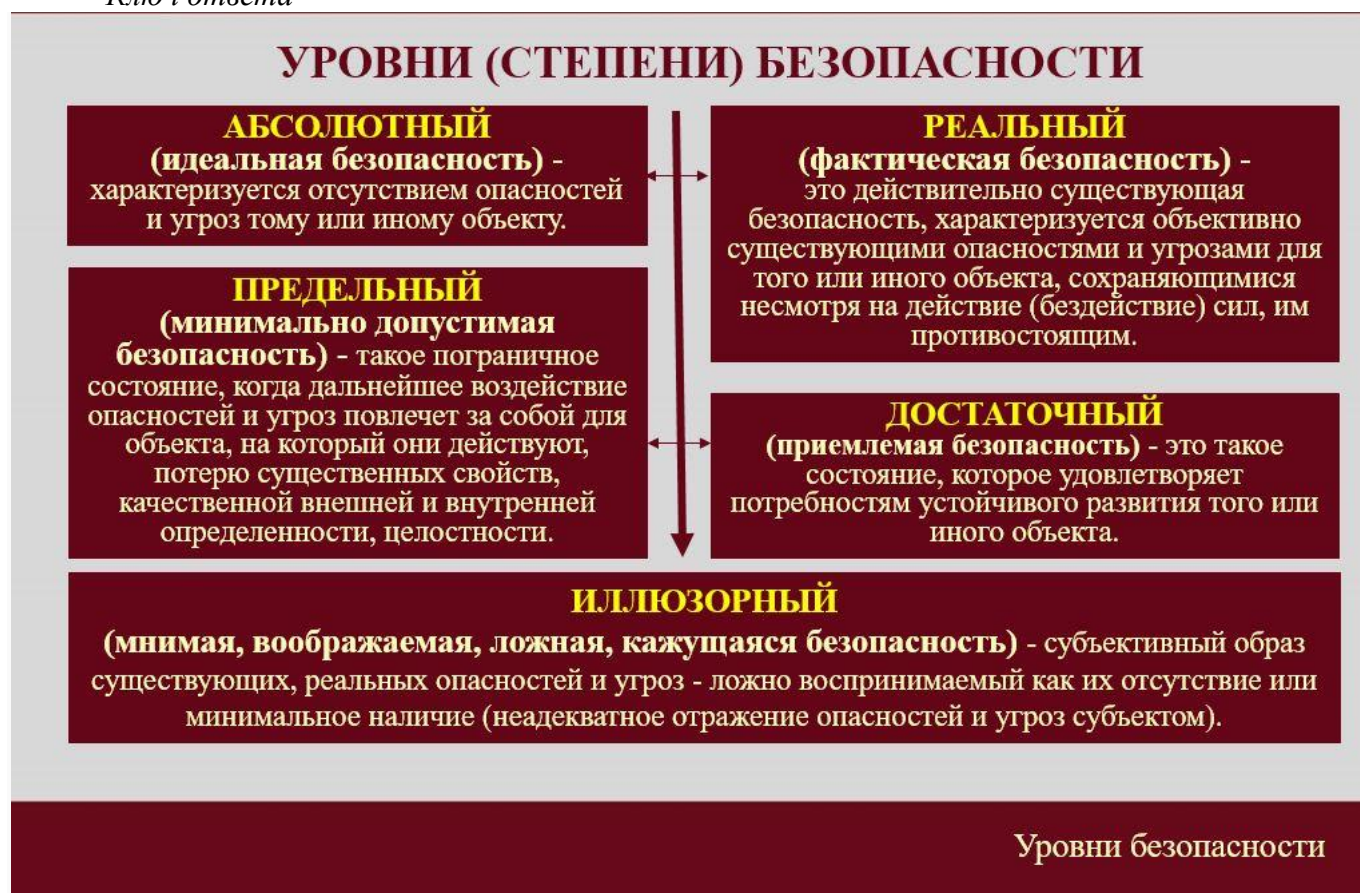 Ключ ответа
УРОВНИ (СТЕПЕНИ) БЕЗОПАСНОСТИ
АБСОЛЮТНЫЙ
(идеальная безопасность) -
характеризуется отсутствием опасностей
и угроз тому или иному объекту.
РЕАЛЬНЫЙ
(фактическая безопасность) -
это действительно существующая
безопасность, характеризуется объективно
существующими опасностями и угрозами для
того или иного объекта, сохраняющимися
несмотря на действие (бездействие) сил, им
противостоящим.
ПРЕДЕЛЬНЫЙ
(минимально допустимая
безопасность) - такое пограничное
состояние, когда дальнейшее воздействие
опасностей и угроз повлечет за собой для
объекта, на который они действуют,
потерю существенных свойств,
качественной внешней и внутренней
определенности, целостности.
ДОСТАТОЧНЫЙ
(приемлемая безопасность) - это такое
состояние, которое удовлетворяет
потребностям устойчивого развития того или
иного объекта.
ИЛЛЮЗОРНЫЙ
(мнимая, воображаемая, ложная, кажущаяся безопасность) - субъективный образ
существующих, реальных опасностей и угроз - ложно воспринимаемый как их отсутствие или
минимальное наличие (неадекватное отражение опасностей и угроз субъектом).
Уровни безопасности